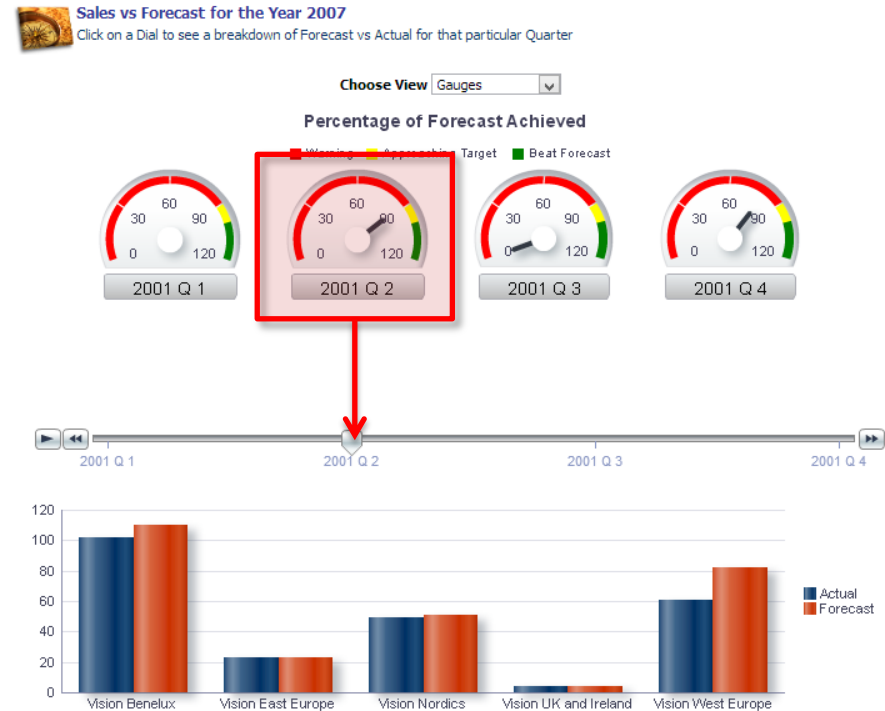 Sales vs Forecast for the Year 2007
Click on a Dial to see a breakdown of Forecast vs Actual for that particular Quarter
Choose View Gauges
Percentage of Forecast Achieved
Warning Approaching Target Beat Forecast
0 30 60 90 120
0 30 60 90 120
0 30 60 90 120
0 30 60 90 120
2001 Q 1 2001 Q 2 2001 Q 3 2001 Q 4
2001 Q 1 2001 Q 2 2001 Q 3 2001 Q 4
120
100
80
60
40
20
0
Actual
Forecast
Vision Benelux Vision East Europe Vision Nordics Vision UK and Ireland Vision West Europe